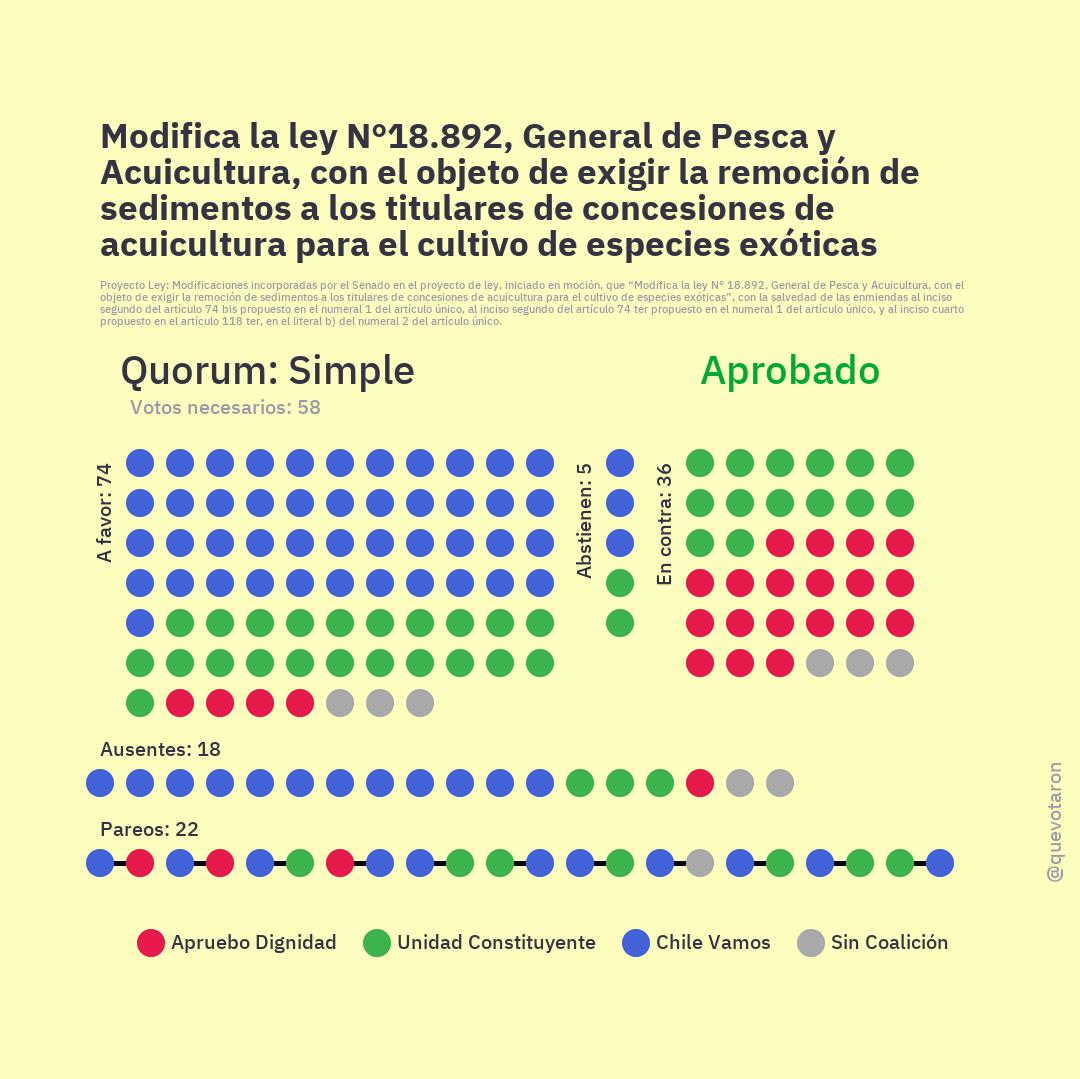 Modifica la ley N°18.892, General de Pesca y
Acuicultura, con el objeto de exigir la remoción de
sedimentos a los titulares de concesiones de
acuicultura para el cultivo de especies exóticas
Proyecto Ley: Modificaciones incorporadas por el Senado en el proyecto de ley, iniciado en moción, que “Modifica la ley N° 18.892, General de Pesca y Acuicultura, con el
objeto de exigir la remoción de sedimentos a los titulares de concesiones de acuicultura para el cultivo de especies exóticas”, con la salvedad de las enmiendas al inciso
segundo del artículo 74 bis propuesto en el numeral 1 del artículo único, al inciso segundo del artículo 74 ter propuesto en el numeral 1 del artículo único, y al inciso cuarto
propuesto en el artículo 118 ter, en el literal b) del numeral 2 del artículo único.
Quorum: Simple
Aprobado
Votos necesarios: 58
A favor: 74
Abstienen: 5
En contra: 36
Ausentes: 18
Pareos: 22
@quevotaron
Apruebo Dignidad
Unidad Constituyente
Chile Vamos
Sin Coalición